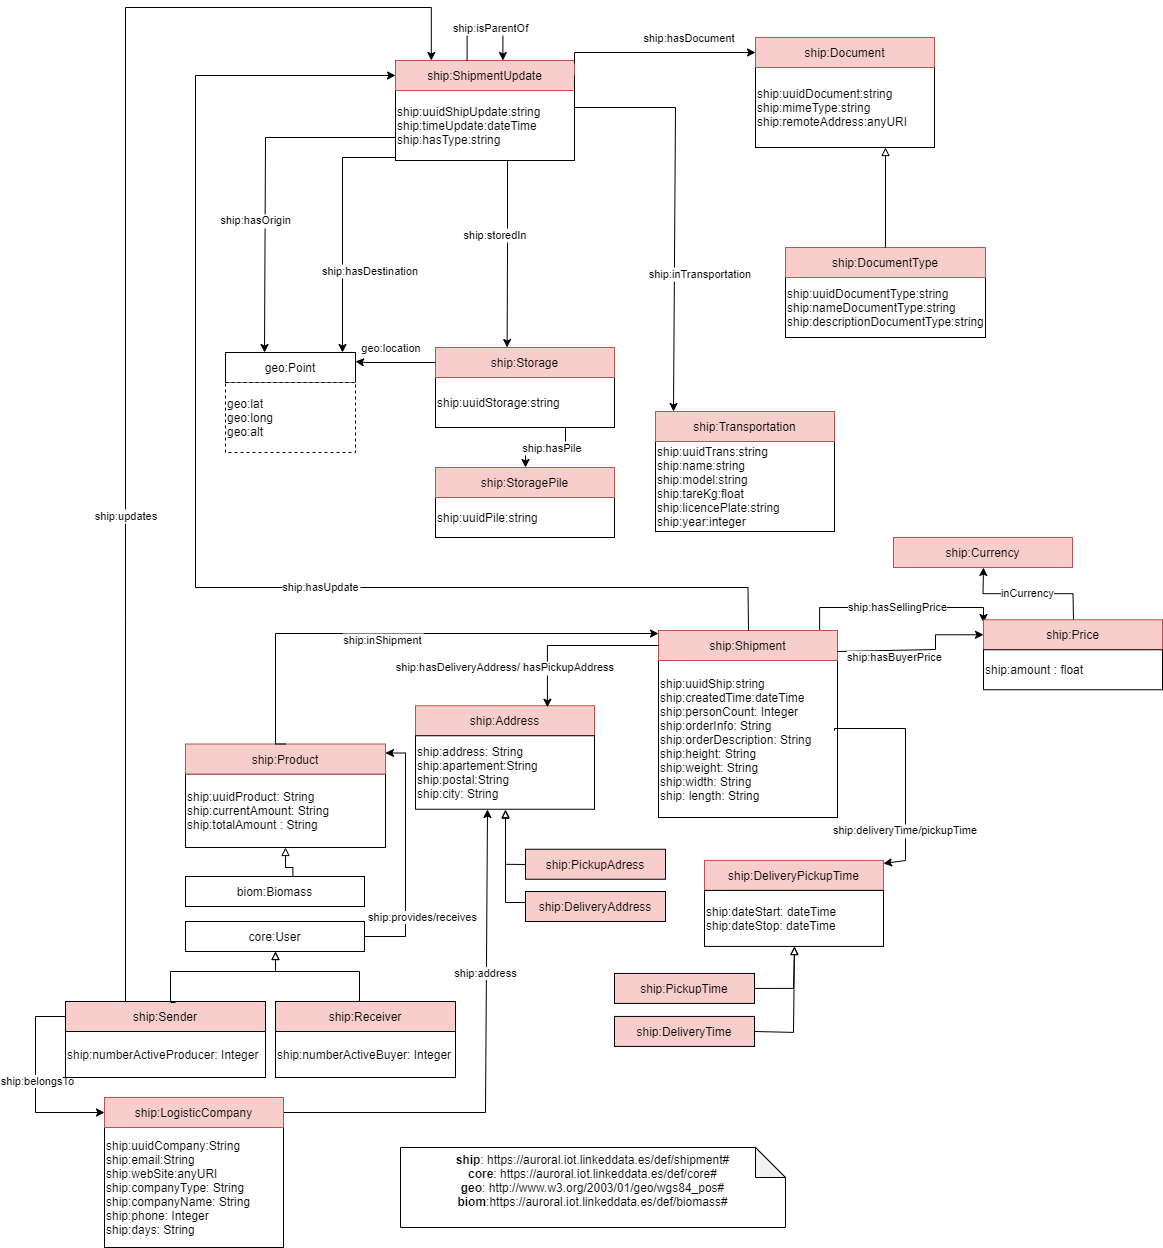 ship:isParentOf
ship:hasDocument
ship:Document
ship:uuidDocument:string
ship:mimeType:string
ship:remoteAddress:anyURI
ship:ShipmentUpdate
ship:uuidShipUpdate:string
ship:timeUpdate:dateTime
ship:hasType:string
ship:hasOrigin
ship:hasDestination
ship:storedIn
ship:inTransportation
ship:DocumentType
ship:uuidDocumentType:string
ship:nameDocumentType:string
ship:descriptionDocumentType:string
geo:Point
geo:lat
geo:long
geo:alt
geo:location
ship:Storage
ship:uuidStorage:string
ship:hasPile
ship:StoragePile
ship:uuidPile:string
ship:Transportation
ship:uuidTrans:string
ship:name:string
ship:model:string
ship:tareKg:float
ship:licencePlate:string
ship:year:integer
ship:updates
ship:Currency
inCurrency
ship:hasUpdate
ship:hasSellingPrice
ship:Price
ship:amount : float
ship:hasBuyerPrice
ship:inShipment
ship:Shipment
ship:uuidShip:string
ship:createdTime:dateTime
ship:personCount: Integer
ship:orderInfo: String
ship:orderDescription: String
ship:height: String
ship:weight: String
ship:width: String
ship: length: String
ship:hasDeliveryAddress/ hasPickupAddress
ship:Address
ship:address: String
ship:apartement:String
ship:postal:String
ship:city: String
ship:Product
ship:uuidProduct: String
ship:currentAmount: String
ship:totalAmount : String
ship:deliveryTime/pickupTime
ship:PickupAdress
ship:DeliveryAddress
ship:DeliveryPickupTime
ship:dateStart: dateTime
ship:dateStop: dateTime
biom:Biomass
ship:provides/receives
core:User
ship:address
ship:PickupTime
ship:DeliveryTime
ship:Sender
ship:numberActiveProducer: Integer
ship:Receiver
ship:numberActiveBuyer: Integer
ship:belongsTo
ship:LogisticCompany
ship:uuidCompany:String
ship:email:String
ship:webSite:anyURI
ship:companyType: String
ship:companyName: String
ship:phone: Integer
ship:days: String
ship: https://auroral.iot.linkeddata.es/def/shipment#
core: https://auroral.iot.linkeddata.es/def/core#
geo: http://www.w3.org/2003/01/geo/wgs84_pos#
biom:https://auroral.iot.linkeddata.es/def/biomass#